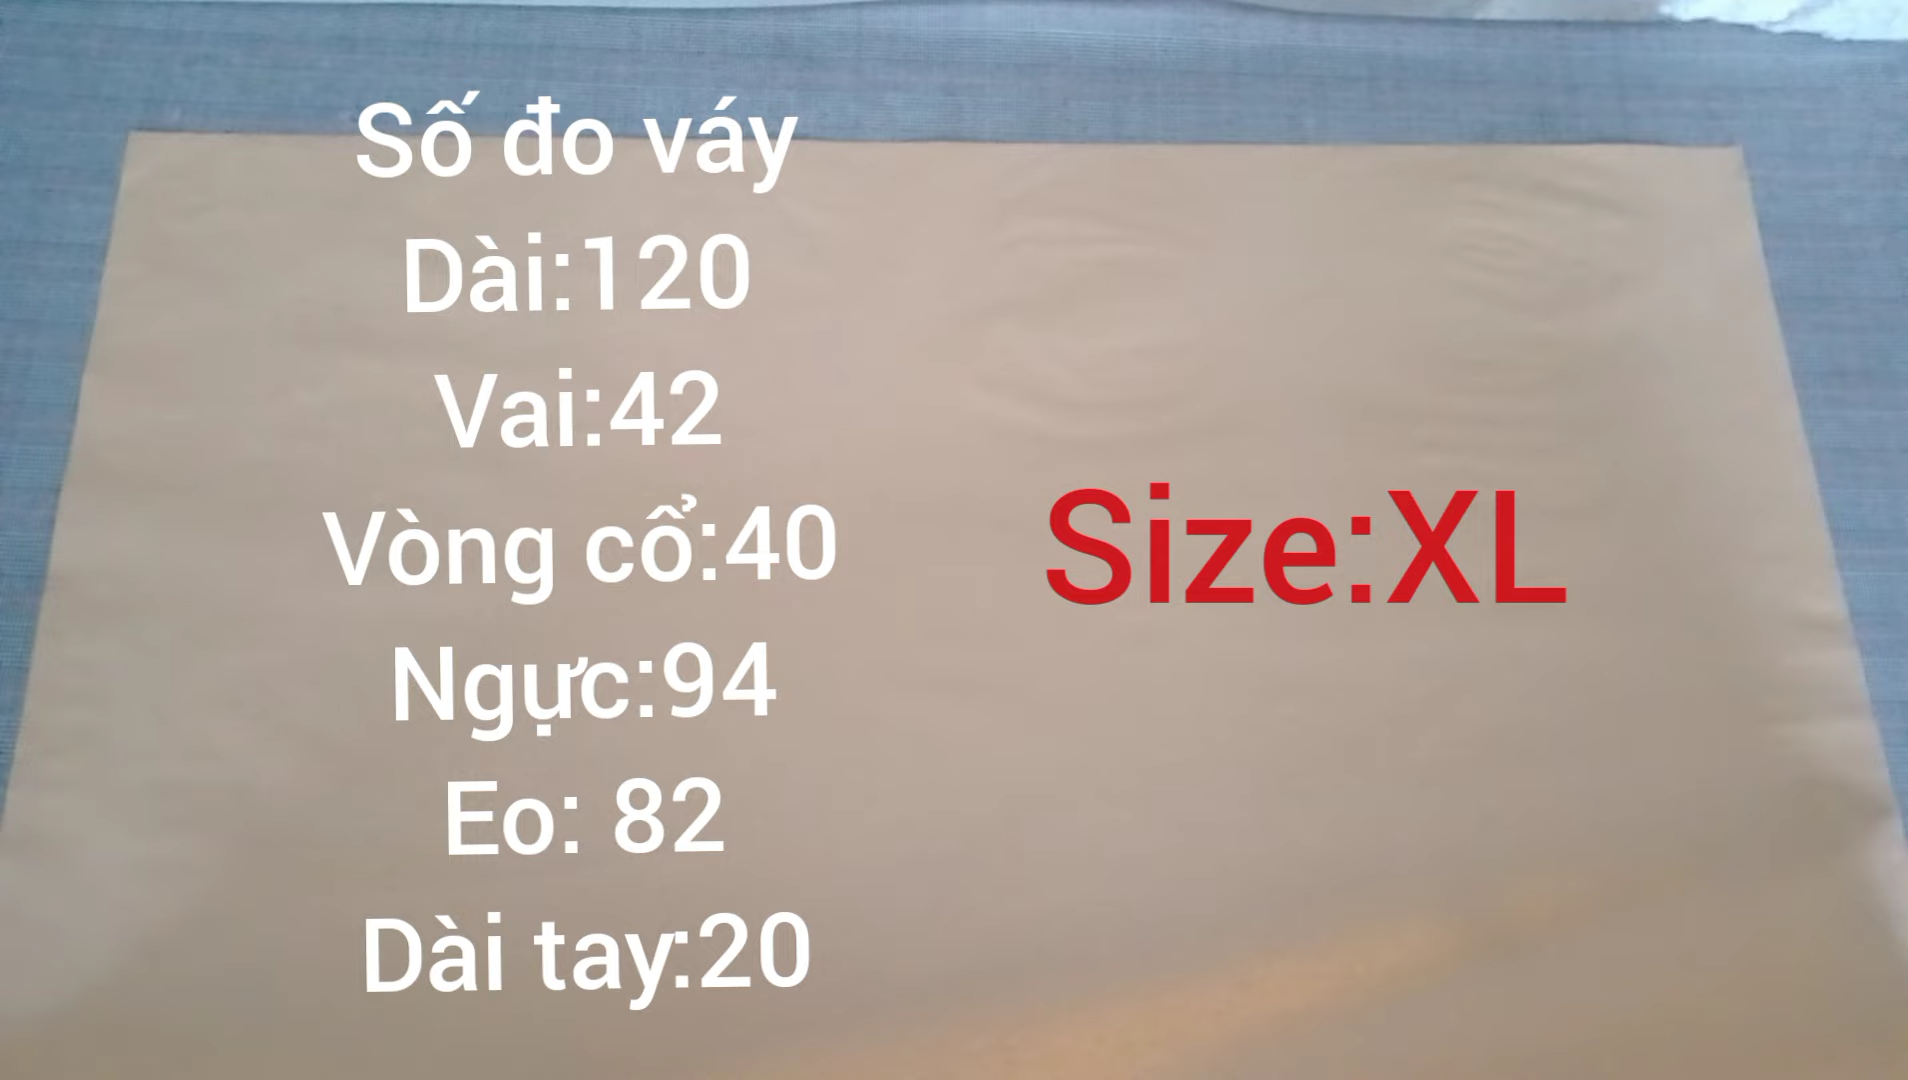 Số đo váy
Dài:120
Vai:42
Vòng cổ:40
Ngực:94
Eo: 82
Dài tay:20
Size:XL